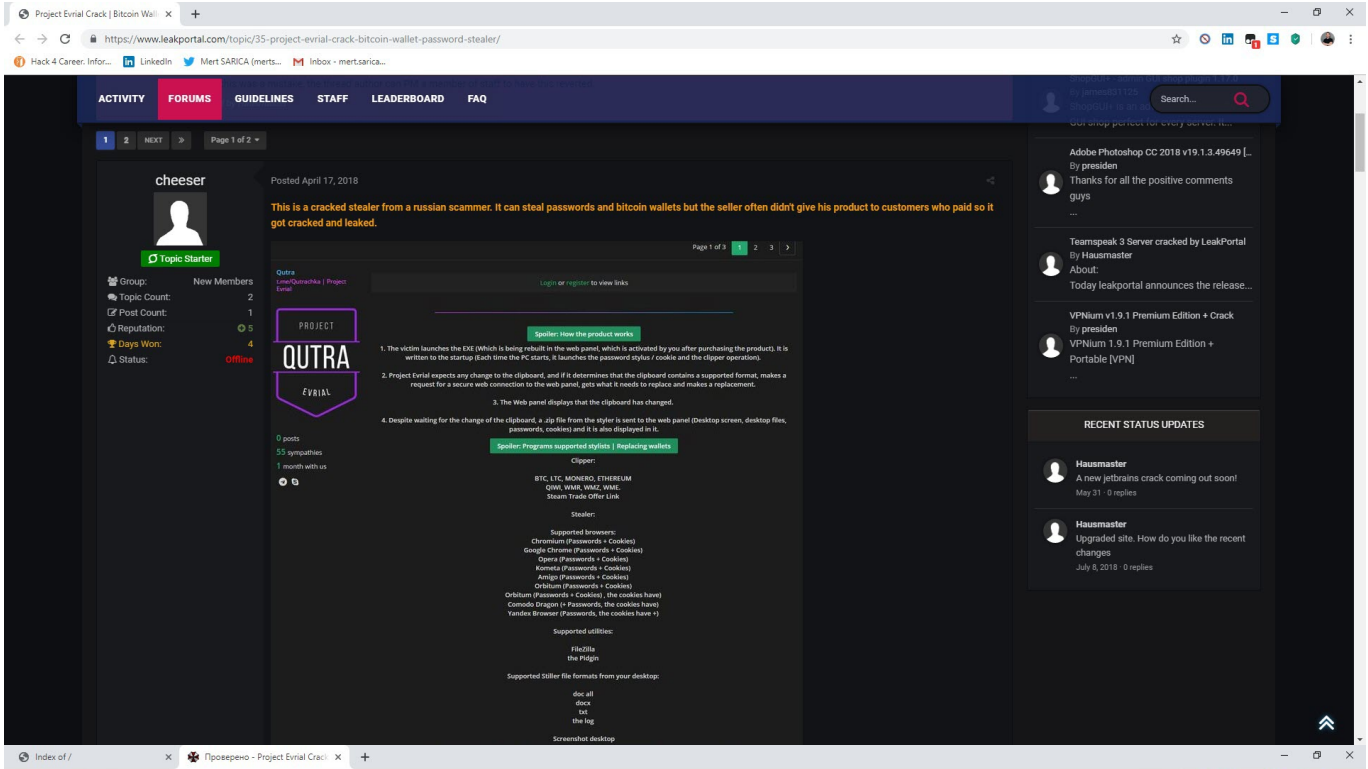 Project Evrial Crack | Bitcoin Wall
https://www.leakportal.com/topic/35-project-evrial-crack-bitcoin-wallet-password-stealer/
Hack 4 Career. Infor...
LinkedIn
Mert SARICA (merts...
Inbox - mert.sarica...
ACTIVITY
FORUMS
GUIDELINES
STAFF
LEADERBOARD
FAQ
Search...
1 2 NEXT
Page 1 of 2
cheeser
Topic Starter
Group: New Members
Topic Count: 2
Post Count: 1
Reputation: 5
Days Won: 4
Status: Offline
Posted April 17, 2018
This is a cracked stealer from a russian scammer. It can steal passwords and bitcoin wallets but the seller often didn't give his product to customers who paid so it
got cracked and leaked.
Page 1 of 3 1 2 3
Qutra
t.me/Qutrachka | Project
Evrial
Login or register to view links
PROJECT
QUTRA
EVRIAL
0 posts
55 sympathies
1 month with us
Spoiler: How the product works
1. The victim launches the EXE (Which is being rebuilt in the web panel, which is activated by you after purchasing the product). It is
written to the startup (Each time the PC starts, it launches the password stylus / cookie and the clipper operation).
2. Project Evrial expects any change to the clipboard, and if it determines that the clipboard contains a supported format, makes a
request for a secure web connection to the web panel, gets what it needs to replace and makes a replacement.
3. The Web panel displays that the clipboard has changed.
4. Despite waiting for the change of the clipboard, a .zip file from the styler is sent to the web panel (Desktop screen, desktop files,
passwords, cookies) and it is also displayed in it.
Spoiler: Programs supported stylists | Replacing wallets
Clipper:
BTC, LTC, MONERO, ETHEREUM
QIWI, WMR, WMZ, WME.
Steam Trade Offer Link
Stealer:
Supported browsers:
Chromium (Passwords + Cookies)
Google Chrome (Passwords + Cookies)
Opera (Passwords + Cookies)
Kometa (Passwords + Cookies)
Amigo (Passwords + Cookies)
Orbitum (Passwords + Cookies)
Orbitum (Passwords + Cookies) , the cookies have)
Comodo Dragon (+ Passwords, the cookies have)
Yandex Browser (Passwords, the cookies have +)
Supported utilities:
FileZilla
the Pidgin
Supported Stiller file formats from your desktop:
doc all
docx
txt
the log
Screenshot desktop
GUI shop perfect for every server. It...
Adobe Photoshop CC 2018 v19.1.3.49649 [...
By presiden
Thanks for all the positive comments
guys
...
Teamspeak 3 Server cracked by LeakPortal
By Hausmaster
About:
Today leakportal announces the release...
VPNium v1.9.1 Premium Edition + Crack
By presiden
VPNium 1.9.1 Premium Edition +
Portable [VPN]
...
RECENT STATUS UPDATES
Hausmaster
A new jetbrains crack coming out soon!
May 31 · 0 replies
Hausmaster
Upgraded site. How do you like the recent
changes
July 8, 2018 · 0 replies
Index of /
Проверено - Project Evrial Crack